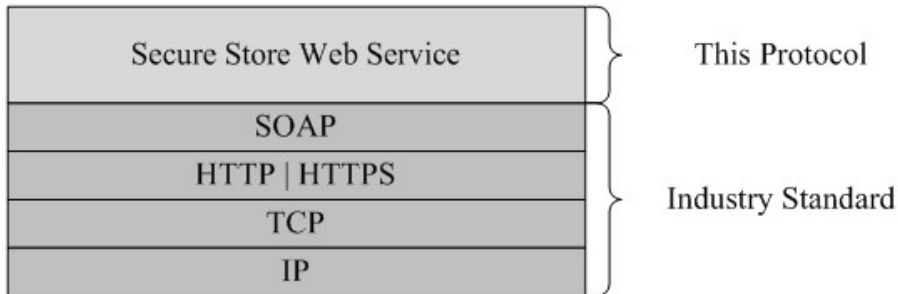 Secure Store Web Service
This Protocol
SOAP
HTTP | HTTPS
TCP
IP
Industry Standard